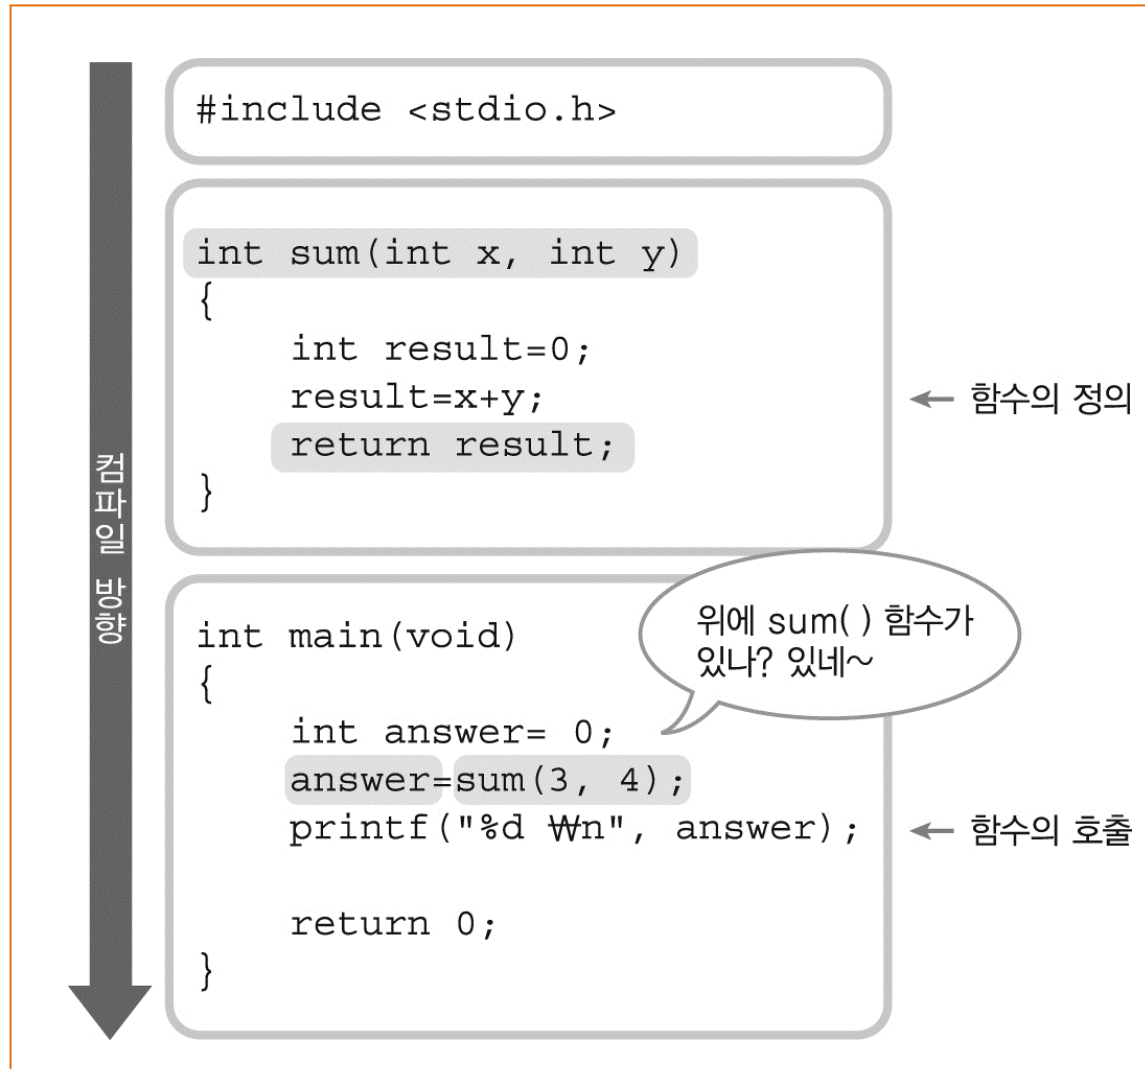 #include <stdio.h>
int sum(int x, int y)
{
int result=0;
result=x+y;
return result;
}
← 함수의 정의
컴파일 방향
int main(void)
{
위에 sum( ) 함수가
있나? 있네~
int answer= 0;
answer=sum(3, 4);
printf("%d ₩n", answer);
← 함수의 호출
return 0;
}